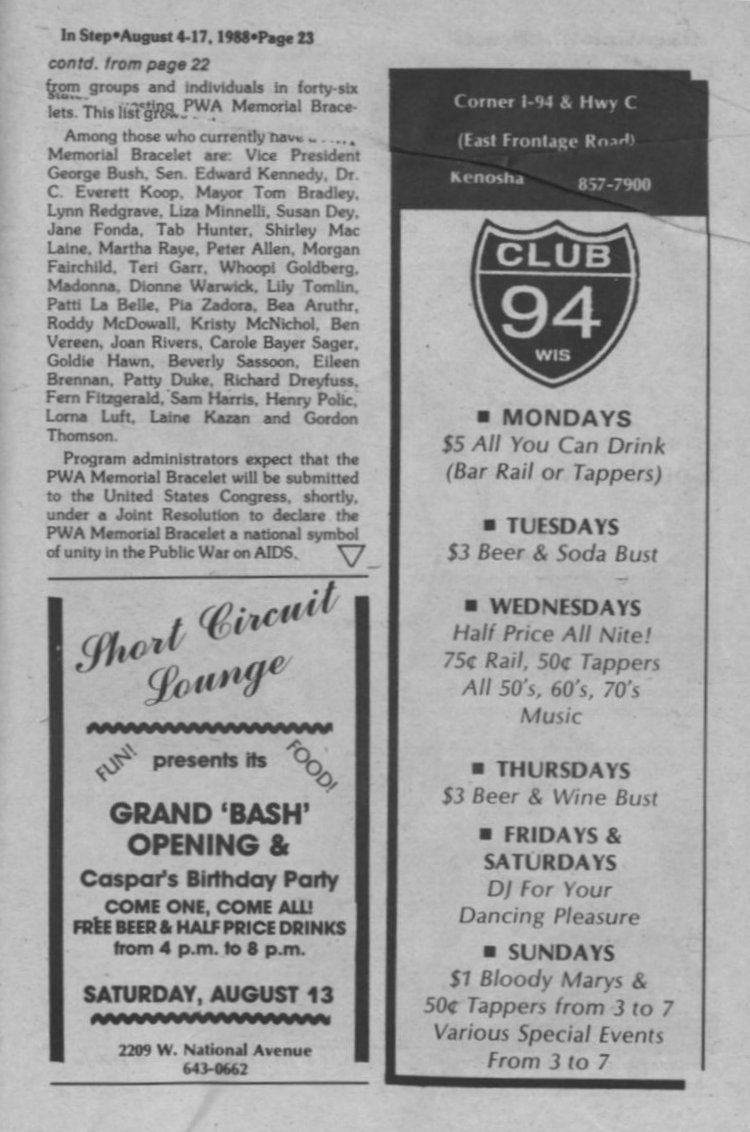 In Step•August 4-17, 1988•Page 23
contd. from page 22
from groups and individuals in forty-six
lets. This list PWA Memorial Brace-
Among those who currently have
Memorial Bracelet are: Vice President
George Bush, Sen. Edward Kennedy, Dr.
C. Everett Koop, Mayor Tom Bradley,
Lynn Redgrave, Liza Minnelli, Susan Dey,
Jane Fonda, Tab Hunter, Shirley Mac
Laine, Martha Raye, Peter Allen, Morgan
Fairchild, Teri Garr, Whoopi Goldberg,
Madonna, Dionne Warwick, Lily Tomlin,
Patti La Belle, Pia Zadora, Bea Aruthr,
Roddy McDowall, Kristy McNichol, Ben
Vereen, Joan Rivers, Carole Bayer Sager,
Goldie Hawn, Beverly Sassoon, Eileen
Brennan, Patty Duke, Richard Dreyfuss,
Fern Fitzgerald, Sam Harris, Henry Polic,
Lorna Luft, Laine Kazan and Gordon
Thomson.
Program administrators expect that the
PWA Memorial Bracelet will be submitted
to the United States Congress, shortly,
under a Joint Resolution to declare the
PWA Memorial Bracelet a national symbol
of unity in the Public War on AIDS.
Short Circuit
Lounge
FUN! presents its FOOD!
GRAND 'BASH'
OPENING &
Caspar's Birthday Party
COME ONE, COME ALL!
FREE BEER & HALF PRICE DRINKS
from 4 p.m. to 8 p.m.
SATURDAY, AUGUST 13
2209 W. National Avenue
643-0662
Corner I-94 & Hwy C
(East Frontage Road)
Kenosha 857-7900
CLUB
94
WIS
■ MONDAYS
$5 All You Can Drink
(Bar Rail or Tappers)
■ TUESDAYS
$3 Beer & Soda Bust
■ WEDNESDAYS
Half Price All Nite!
75¢ Rail, 50¢ Tappers
All 50's, 60's, 70's
Music
■ THURSDAYS
$3 Beer & Wine Bust
■ FRIDAYS &
SATURDAYS
DJ For Your
Dancing Pleasure
■ SUNDAYS
$1 Bloody Marys &
50¢ Tappers from 3 to 7
Various Special Events
From 3 to 7